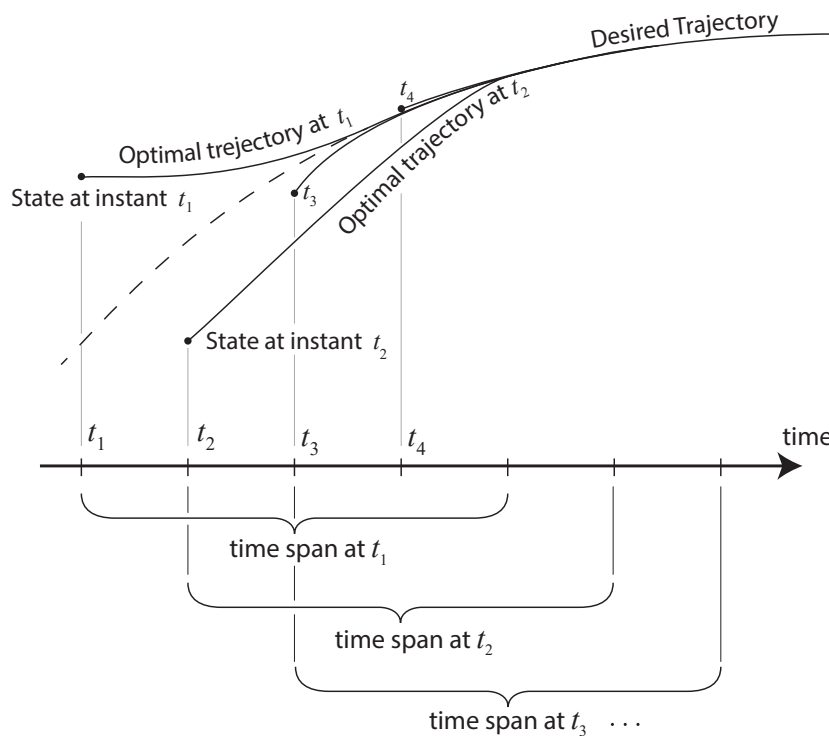 Desired Trajectory
t₄
Optimal trejectory at t₁
Optimal trajectory at t₂
State at instant t₁
t₃
State at instant t₂
t₁ t₂ t₃ t₄ time
time span at t₁
time span at t₂
time span at t₃ ...